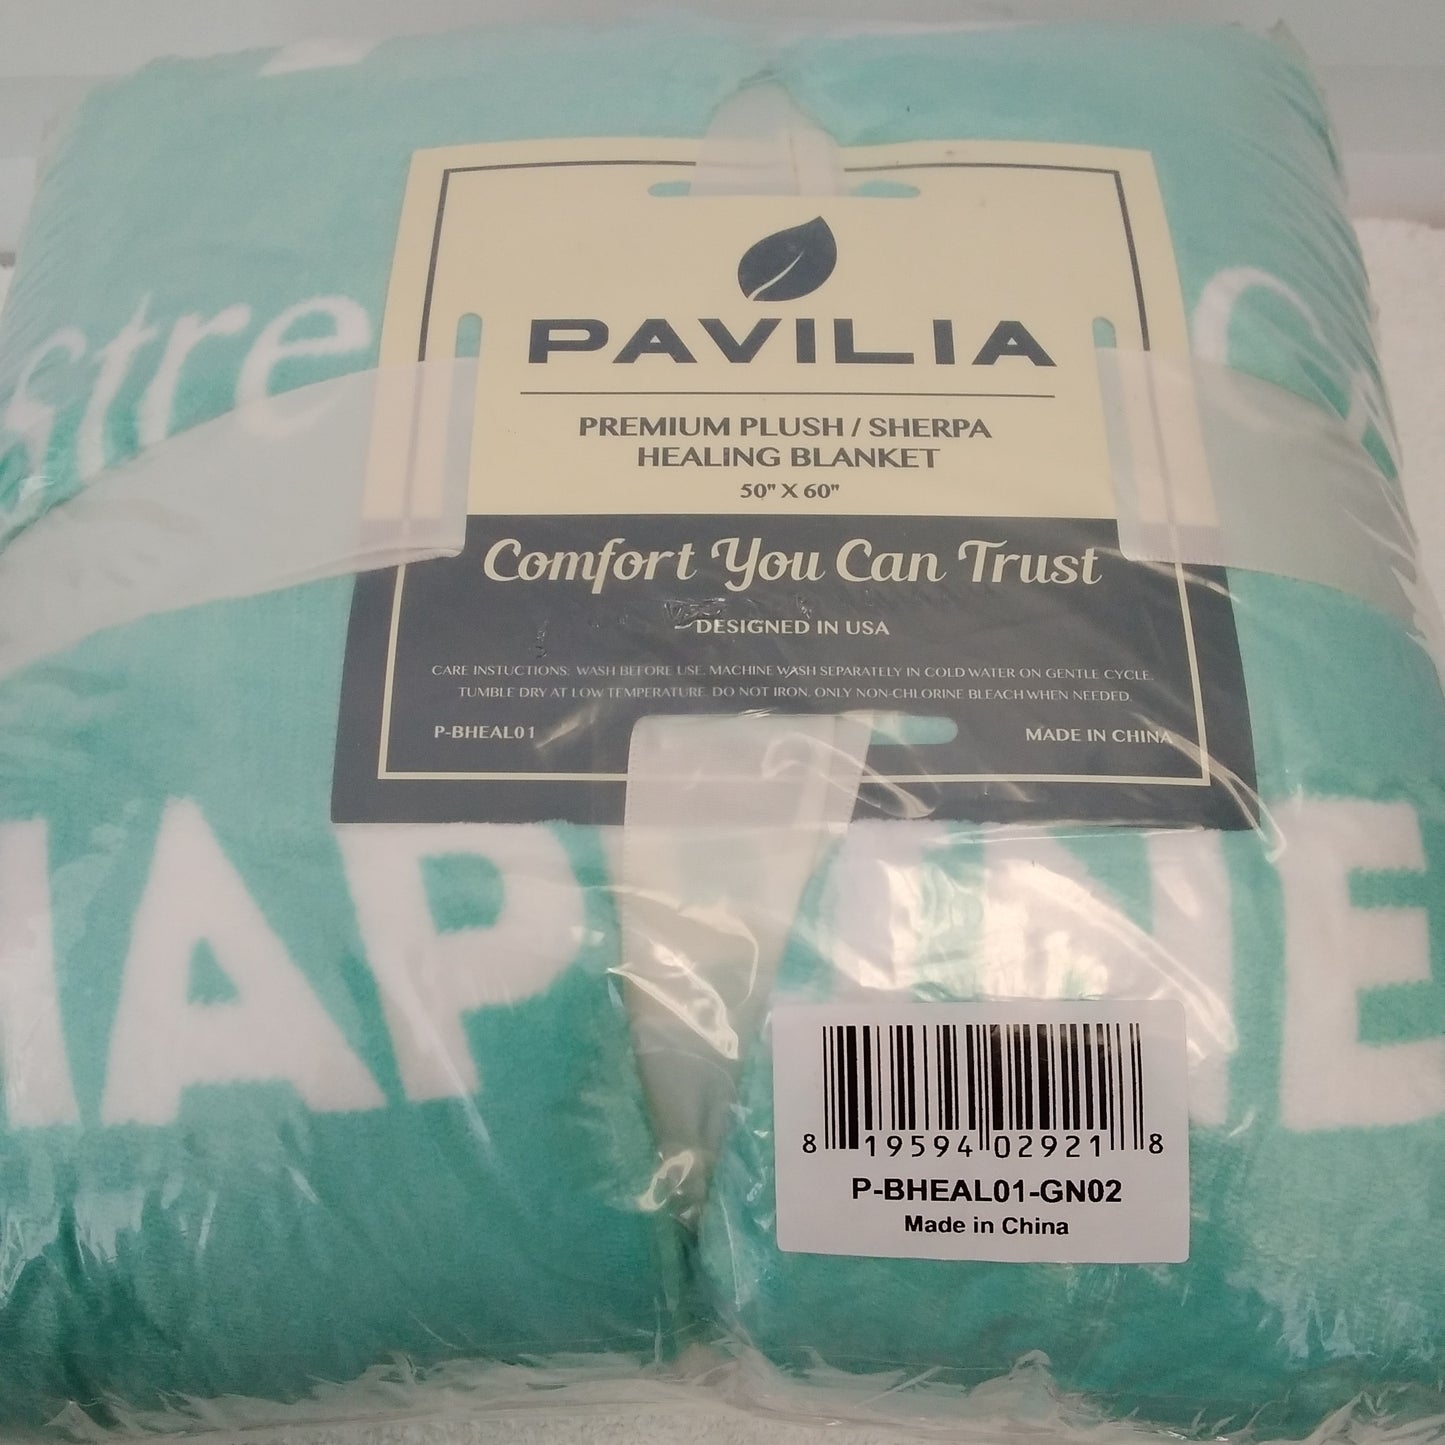 stre
PAVILIA
PREMIUM PLUSH / SHERPA
HEALING BLANKET
50" X 60"
Comfort You Can Trust
DESIGNED IN USA
CARE INSTUCTIONS: WASH BEFORE USE. MACHINE WASH SEPARATELY IN COLD WATER ON GENTLE CYCLE.
TUMBLE DRY AT LOW TEMPERATURE. DO NOT IRON. ONLY NON-CHLORINE BLEACH WHEN NEEDED.
P-BHEAL01 MADE IN CHINA
HAP NE
8 19594 02921 8
P-BHEAL01-GN02
Made in China